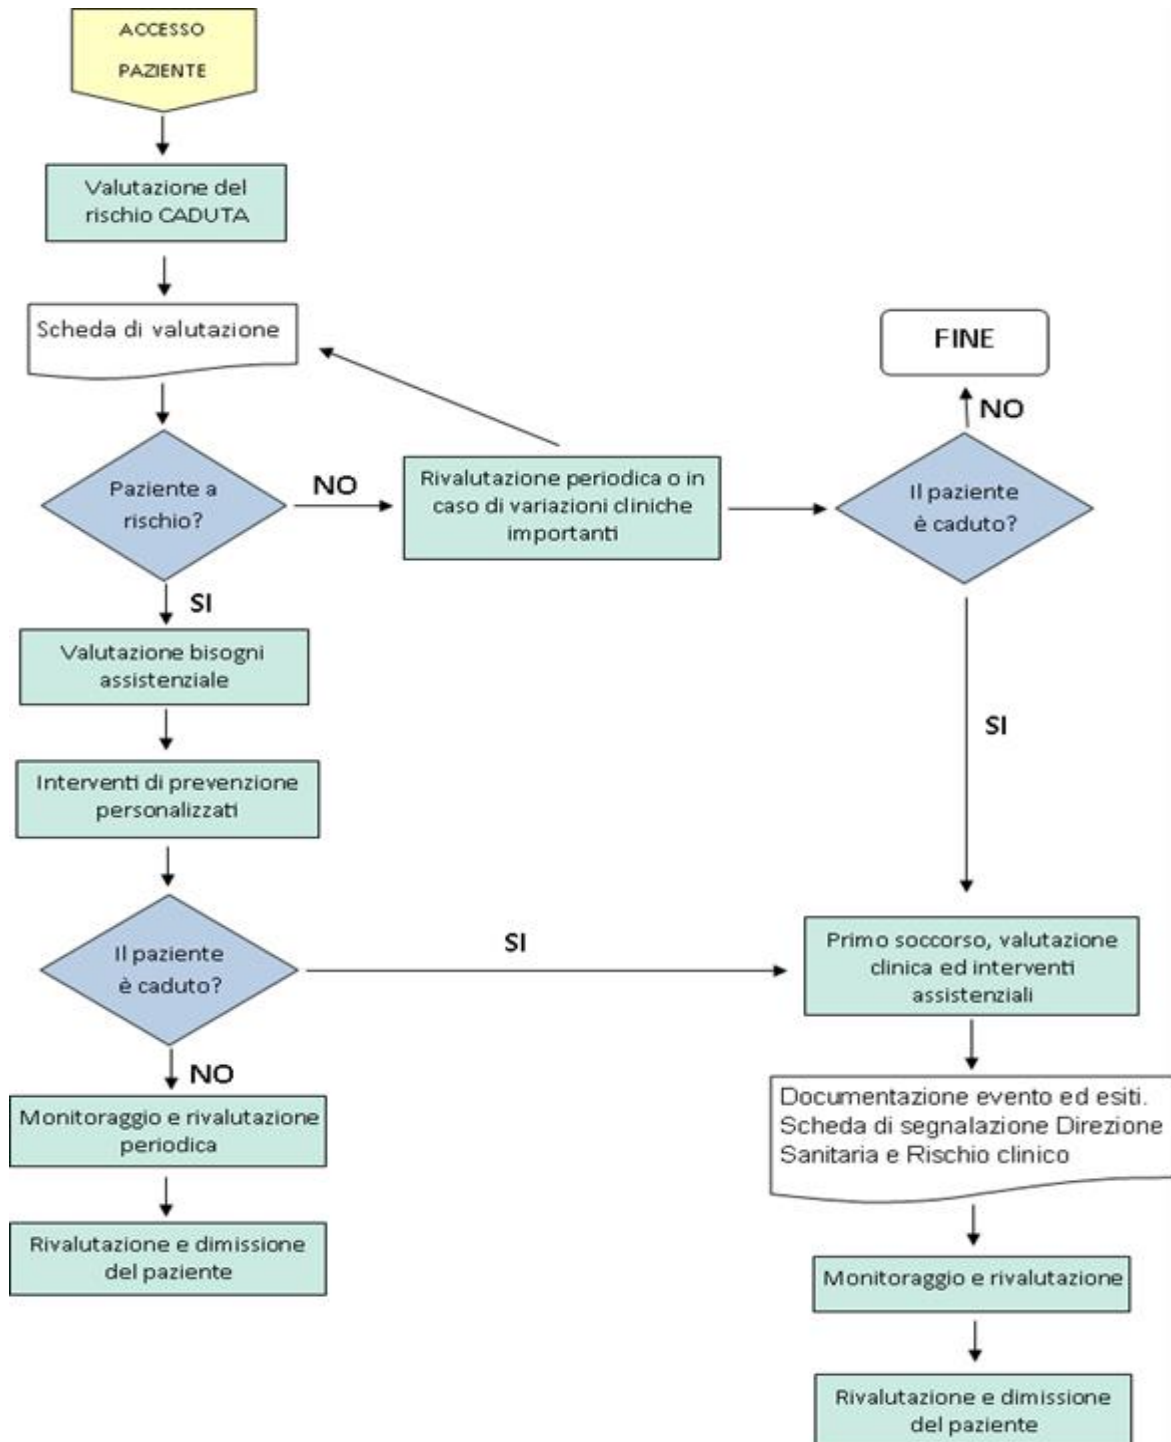 ACCESSO
PAZIENTE
Valutazione del
rischio CADUTA
Scheda di valutazione
FINE
NO
Paziente a
rischio?
NO
Rivalutazione periodica o in
caso di variazioni cliniche
importanti
Il paziente
è caduto?
SI
Valutazione bisogni
assistenziale
SI
Interventi di prevenzione
personalizzati
Il paziente
è caduto?
SI
Primo soccorso, valutazione
clinica ed interventi
assistenziali
NO
Monitoraggio e rivalutazione
periodica
Documentazione evento ed esiti.
Scheda di segnalazione Direzione
Sanitaria e Rischio clinico
Rivalutazione e dimissione
del paziente
Monitoraggio e rivalutazione
Rivalutazione e dimissione
del paziente